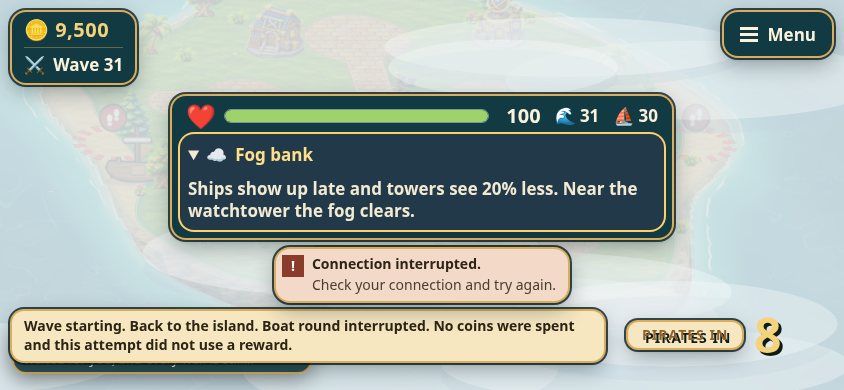 9,500
Wave 31
Menu
100 31 30
Fog bank
Ships show up late and towers see 20% less. Near the
watchtower the fog clears.
!
Connection interrupted.
Check your connection and try again.
Wave starting. Back to the island. Boat round interrupted. No coins were spent
and this attempt did not use a reward.
PIRATES IN
8